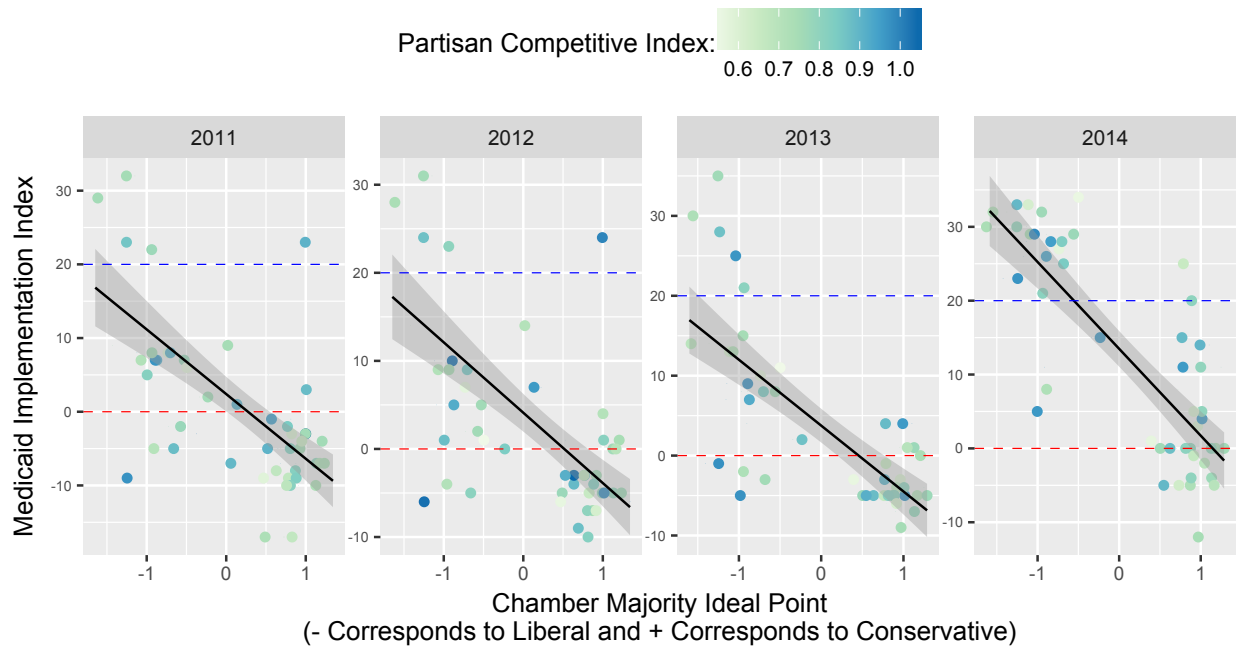 Partisan Competitive Index:
0.6 0.7 0.8 0.9 1.0
2011 2012 2013 2014
Medicaid Implementation Index
30
20
10
0
-10
30
20
10
0
-10
30
20
10
0
-10
30
20
10
0
-10
-1 0 1 -1 0 1 -1 0 1 -1 0 1
Chamber Majority Ideal Point
(- Corresponds to Liberal and + Corresponds to Conservative)